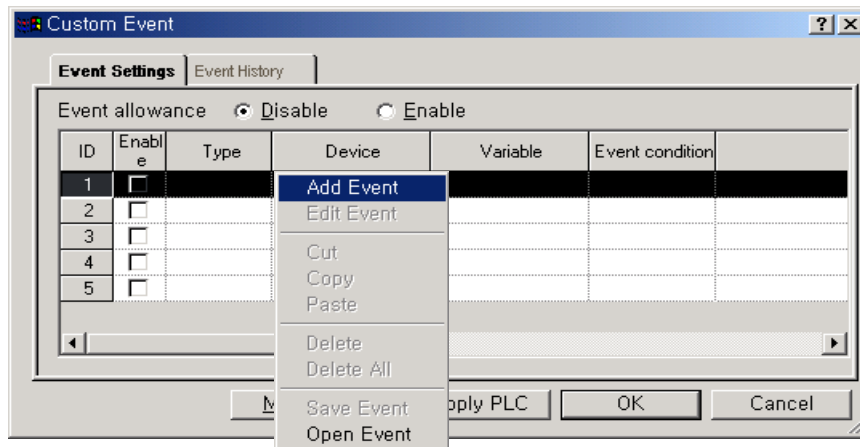 Custom Event
Event Settings Event History
Event allowance Disable Enable
ID Enable Type Device Variable Event condition
1
2
3
4
5
Add Event
Edit Event
Cut
Copy
Paste
Delete
Delete All
Save Event
Open Event
PLC OK Cancel